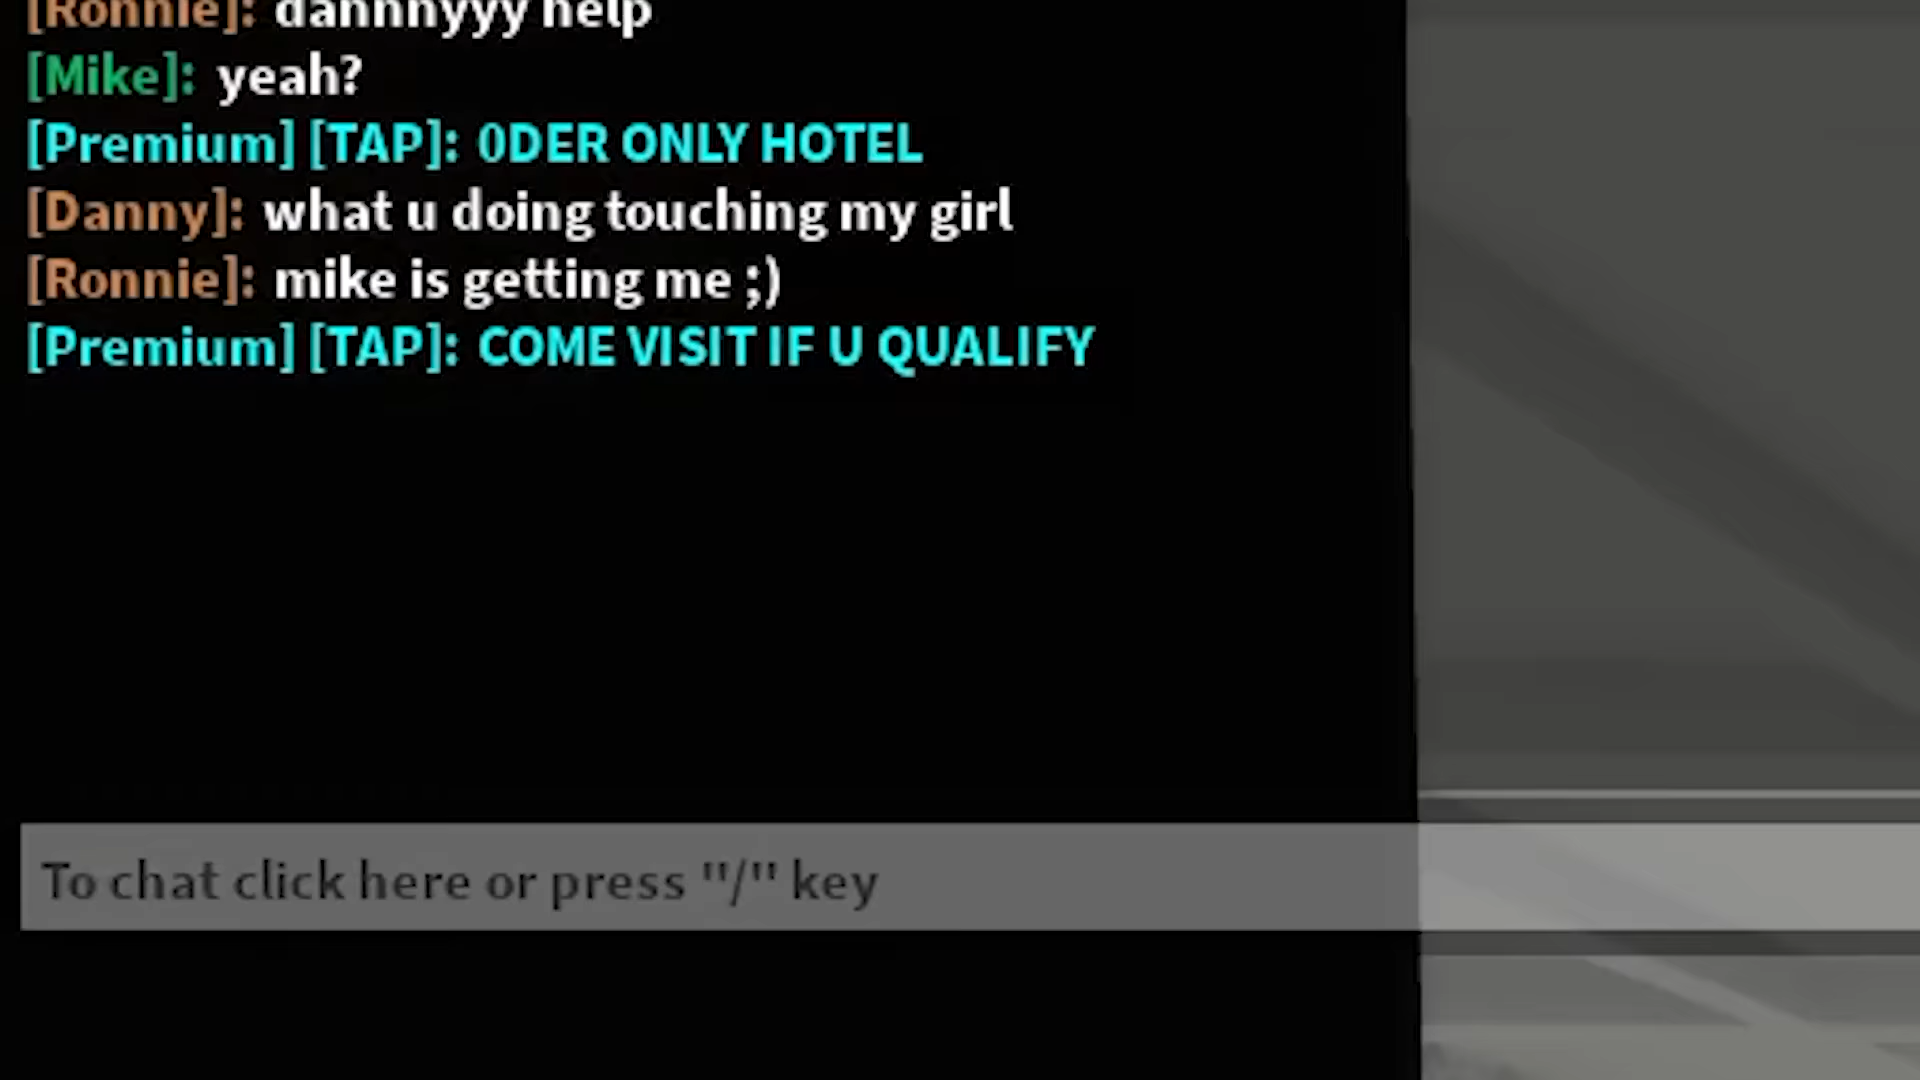 [Ronnie]: dannnyyy help
[Mike]: yeah?
[Premium] [TAP]: 0DER ONLY HOTEL
[Danny]: what u doing touching my girl
[Ronnie]: mike is getting me ;)
[Premium] [TAP]: COME VISIT IF U QUALIFY
To chat click here or press "/" key